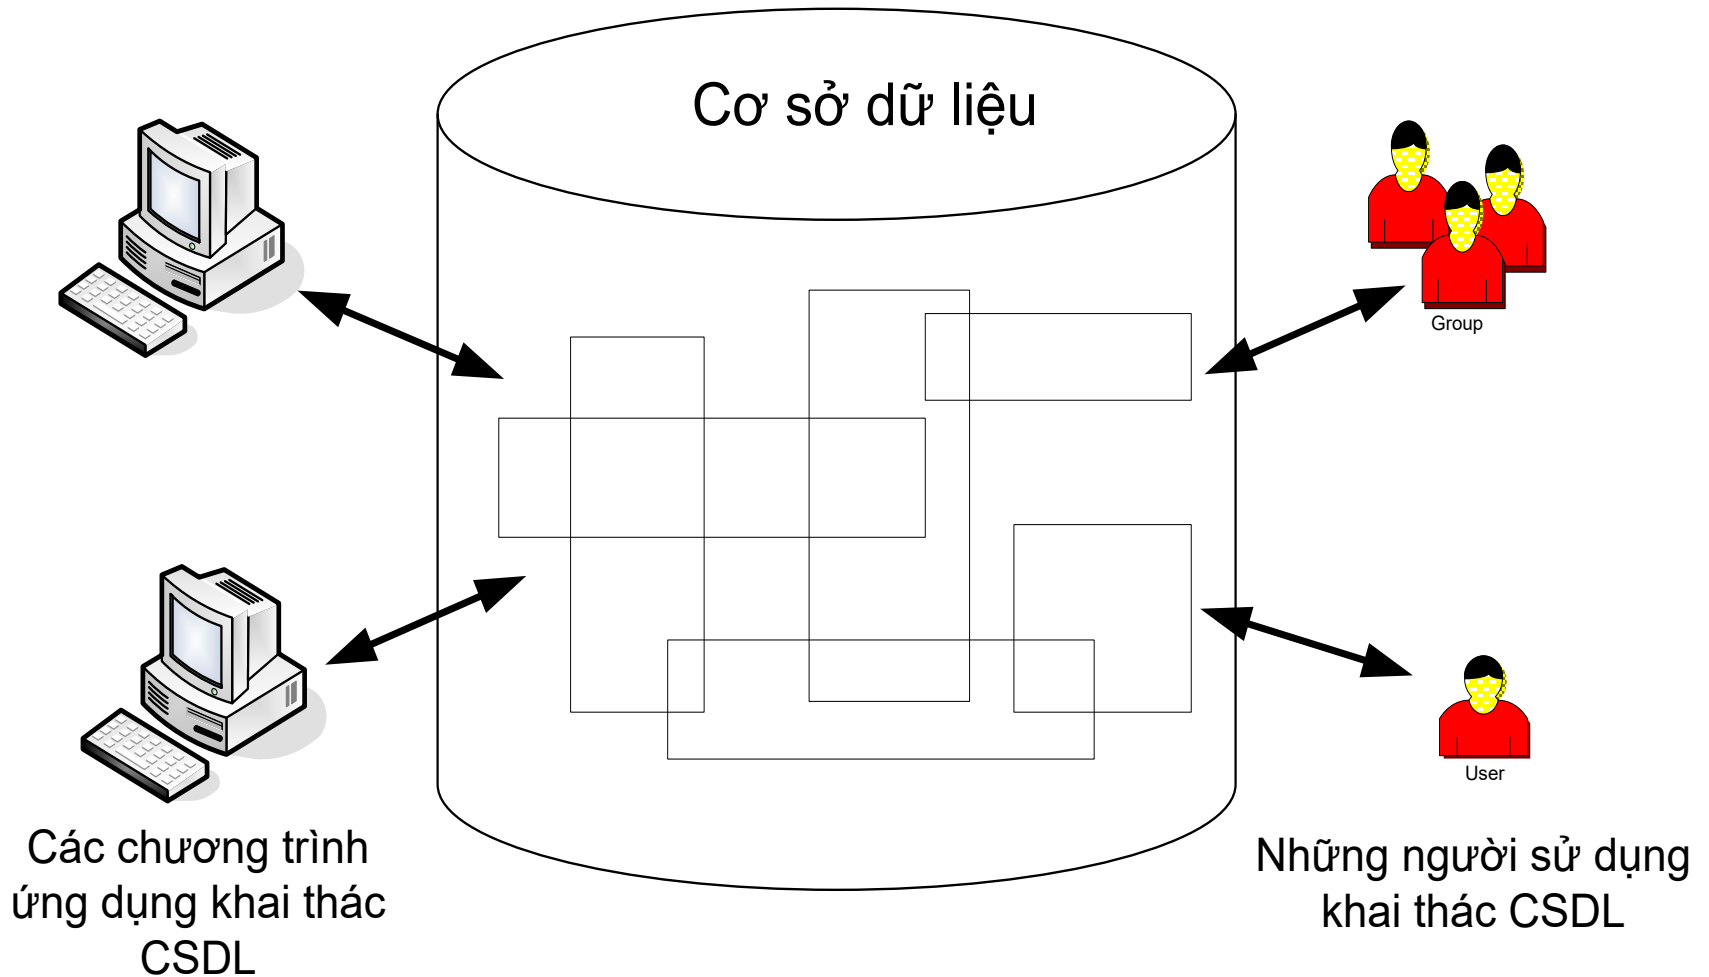 Cơ sở dữ liệu
Group
User
Các chương trình
ứng dụng khai thác
CSDL
Những người sử dụng
khai thác CSDL